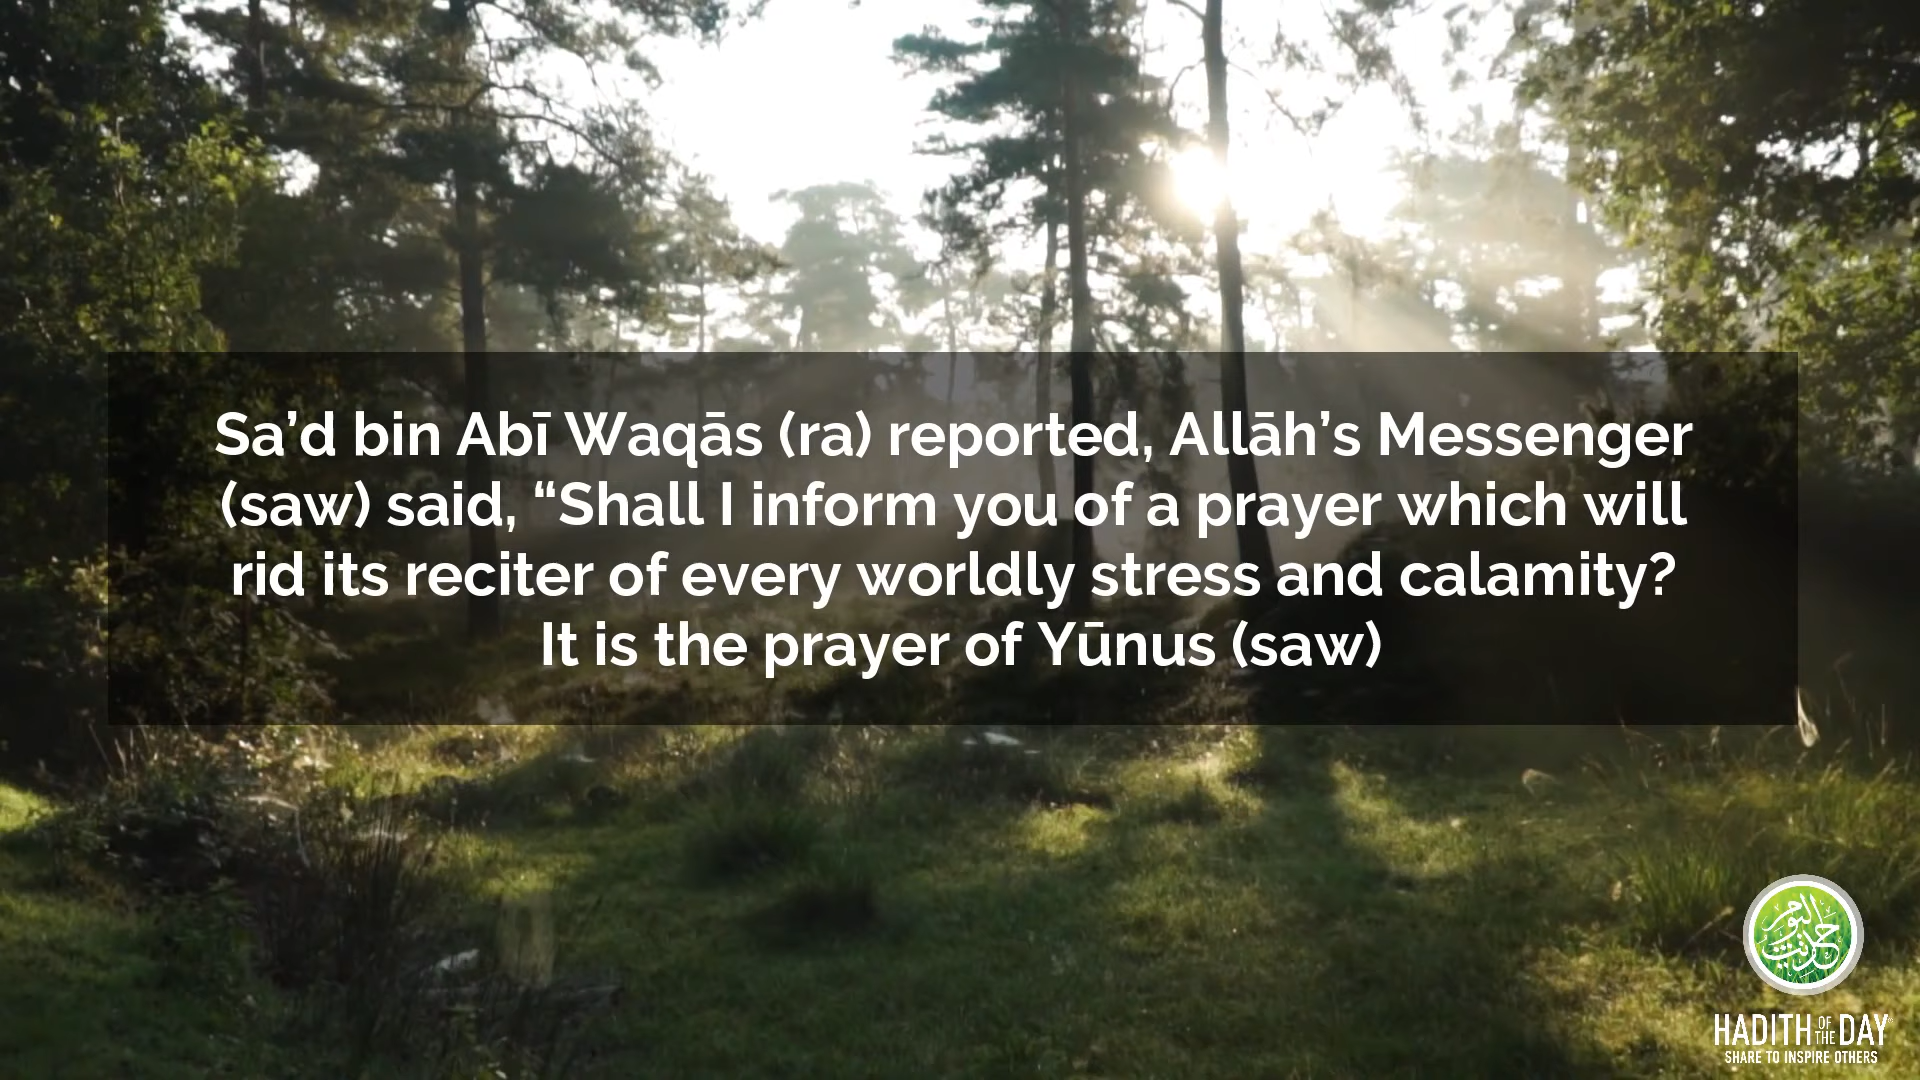 Sa’d bin Abī Waqās (ra) reported, Allāh’s Messenger
(saw) said, “Shall I inform you of a prayer which will
rid its reciter of every worldly stress and calamity?
It is the prayer of Yūnus (saw)
حديث اليوم
HADITH OF THE DAY
SHARE TO INSPIRE OTHERS